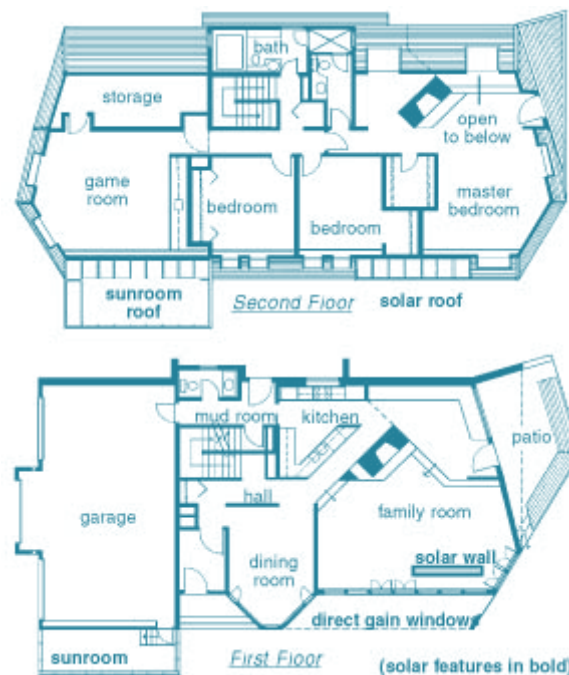 bath
storage
open
to below
game
room
bedroom
bedroom
master
bedroom
sunroom
roof
Second Floor
solar roof
mud room
kitchen
patio
hall
garage
family room
dining
room
solar wall
direct gain windows
sunroom
First Floor
(solar features in bold)